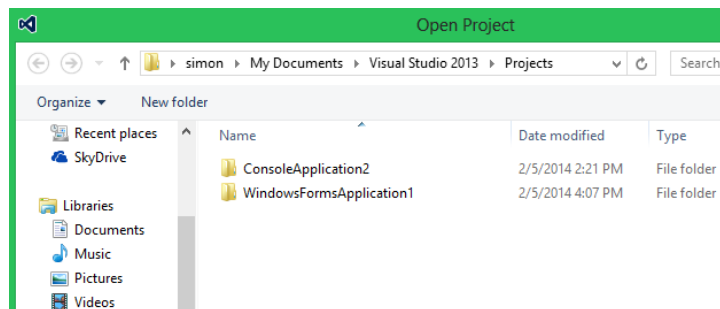 Open Project
simon My Documents Visual Studio 2013 Projects Search
Organize New folder
Recent places
SkyDrive
Libraries
Documents
Music
Pictures
Videos
Name Date modified Type
ConsoleApplication2 2/5/2014 2:21 PM File folder
WindowsFormsApplication1 2/5/2014 4:07 PM File folder